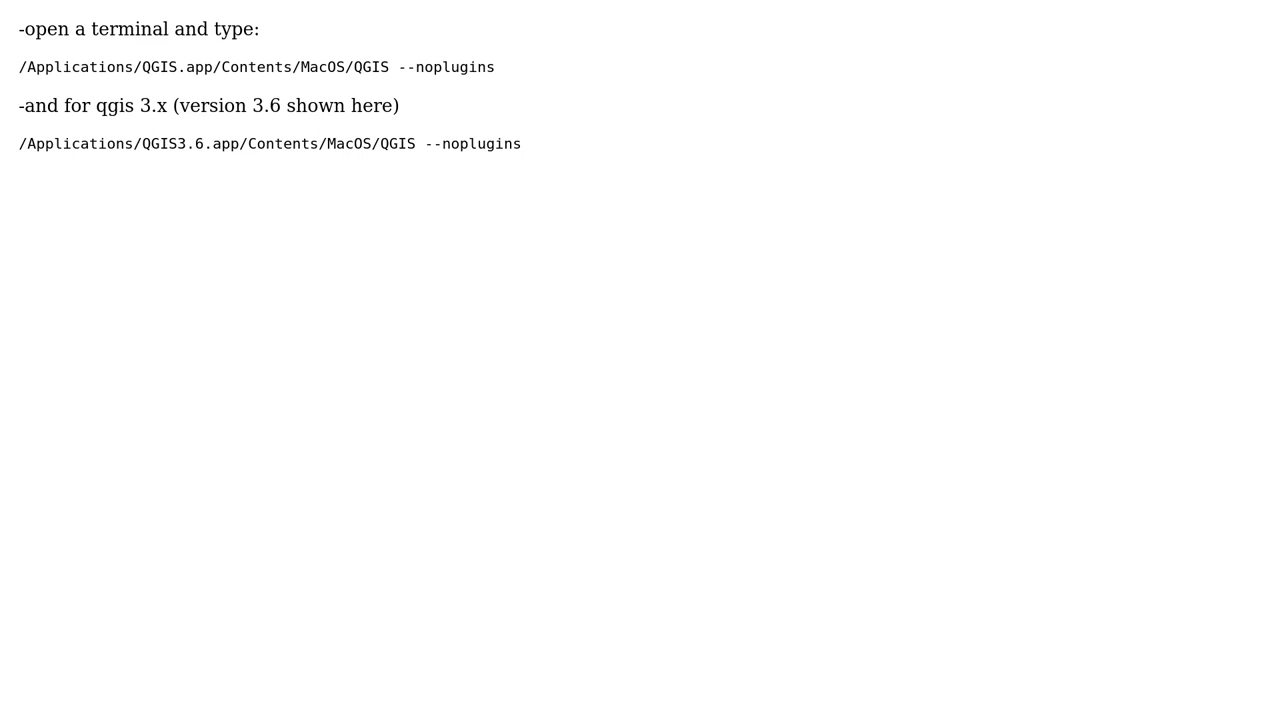 -open a terminal and type:
/Applications/QGIS.app/Contents/MacOS/QGIS --noplugins
-and for qgis 3.x (version 3.6 shown here)
/Applications/QGIS3.6.app/Contents/MacOS/QGIS --noplugins